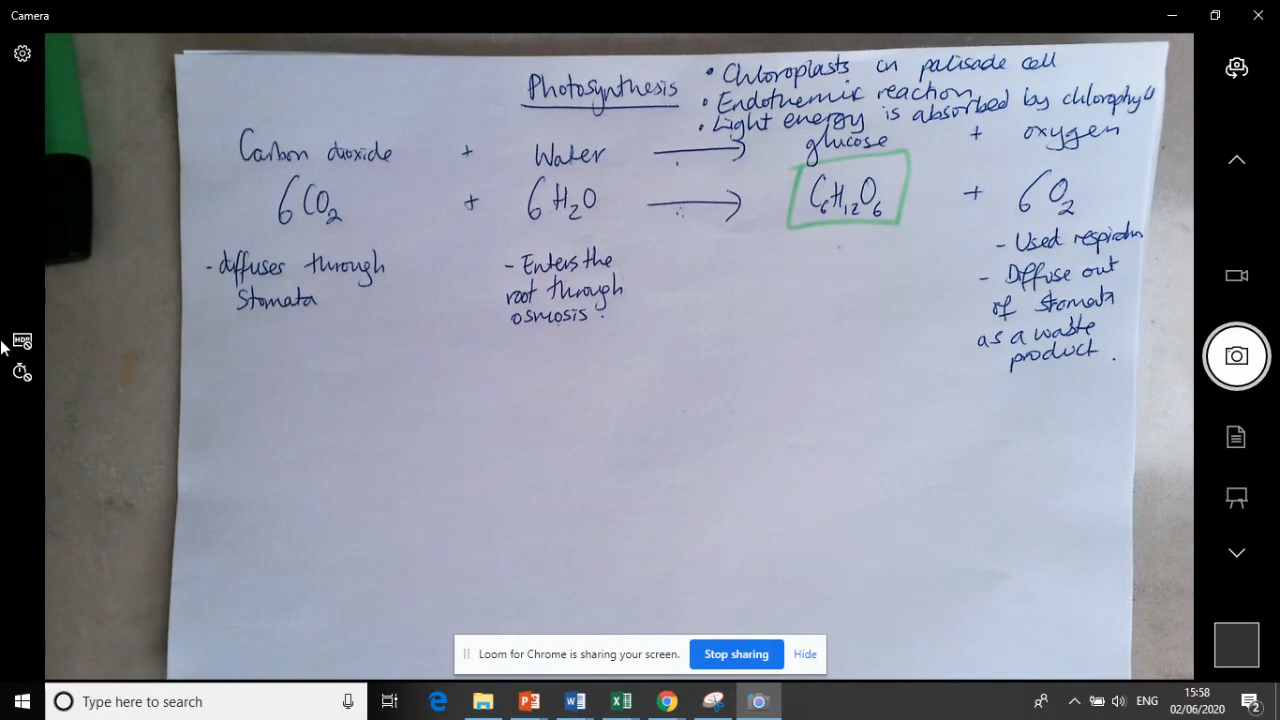 Camera
Photosynthesis
• Chloroplasts in palisade cell
• Endothemic reaction
• Light energy is absorbed by chlorophyll
Carbon dioxide + Water → glucose + oxygen
6CO₂ + 6H₂O → C₆H₁₂O₆ + 6O₂
- diffuses through
Stomata
- Enters the
root through
osmosis.
- Used
- Diffuse out
of stomata
as a waste
product.
Loom for Chrome is sharing your screen. Stop sharing Hide
Type here to search
ENG
15:58
02/06/2020
2